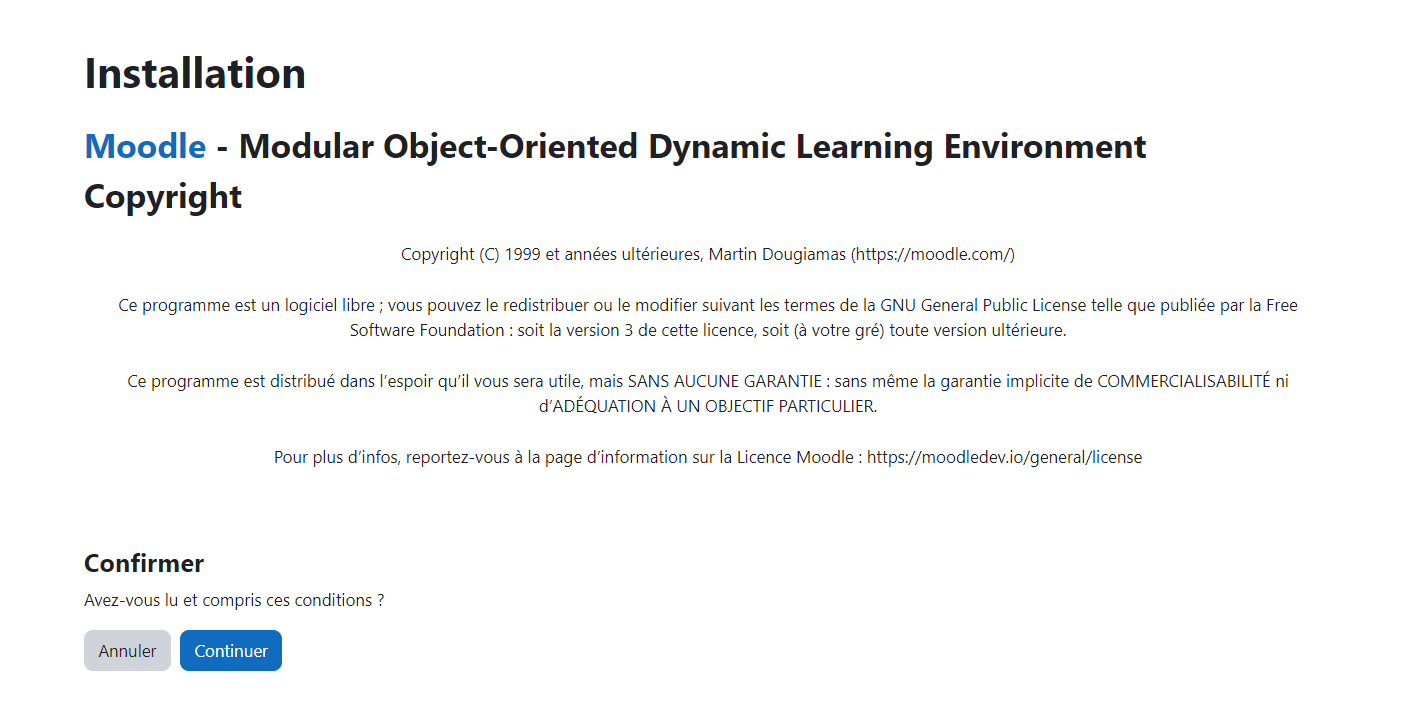 Installation
Moodle - Modular Object-Oriented Dynamic Learning Environment
Copyright
Copyright (C) 1999 et années ultérieures, Martin Dougiamas (https://moodle.com/)
Ce programme est un logiciel libre ; vous pouvez le redistribuer ou le modifier suivant les termes de la GNU General Public License telle que publiée par la Free
Software Foundation : soit la version 3 de cette licence, soit (à votre gré) toute version ultérieure.
Ce programme est distribué dans l’espoir qu’il vous sera utile, mais SANS AUCUNE GARANTIE : sans même la garantie implicite de COMMERCIALISABILITÉ ni
d’ADÉQUATION À UN OBJECTIF PARTICULIER.
Pour plus d’infos, reportez-vous à la page d’information sur la Licence Moodle : https://moodledev.io/general/license
Confirmer
Avez-vous lu et compris ces conditions ?
Annuler Continuer